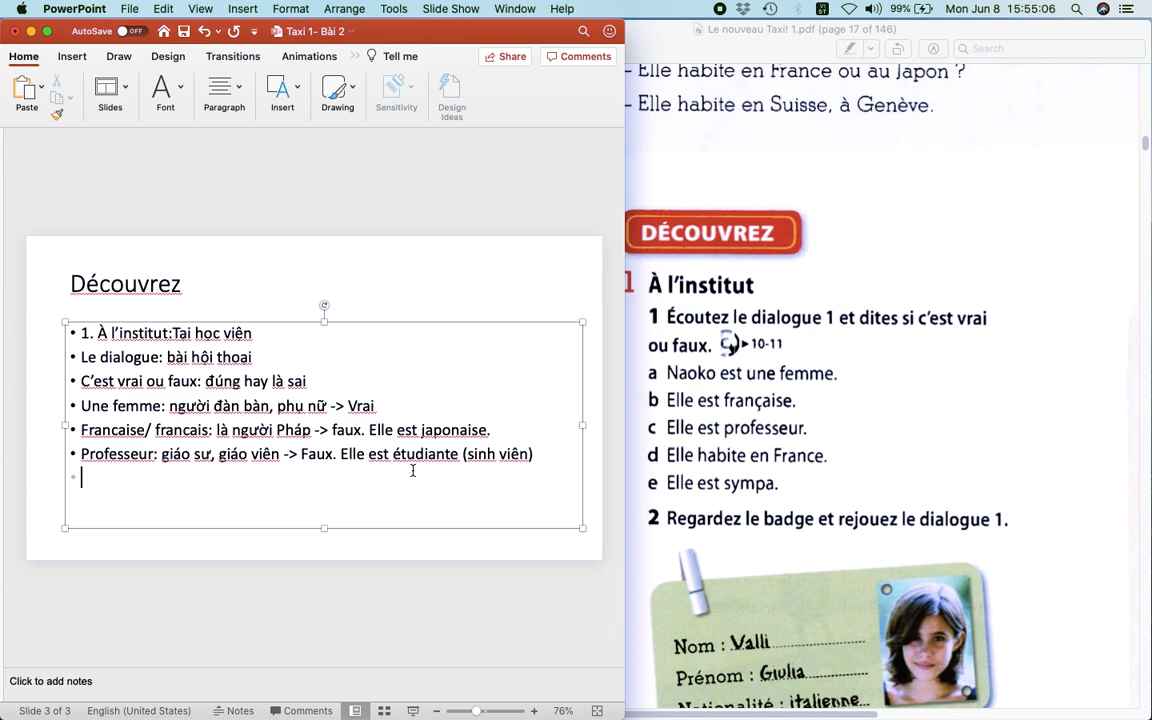 PowerPoint File Edit View Insert Format Arrange Tools Slide Show Window Help VI ST 99% Mon Jun 8 15:55:06
AutoSave OFF Taxi 1- Bài 2
Home Insert Draw Design Transitions Animations >> Tell me Share Comments
Paste Slides Font Paragraph Insert Drawing Sensitivity Design
Ideas
Découvrez
• 1. À l’institut:Tại học viện
• Le dialogue: bài hội thoại
• C’est vrai ou faux: đúng hay là sai
• Une femme: người đàn bàn, phụ nữ -> Vrai
• Francaise/ francais: là người Pháp -> faux. Elle est japonaise.
• Professeur: giáo sư, giáo viên -> Faux. Elle est étudiante (sinh viên)
•
Click to add notes
Slide 3 of 3 English (United States) Notes Comments 76%
Le nouveau Taxi! 1.pdf (page 17 of 146)
Search
- Elle habite en France ou au Japon ?
- Elle habite en Suisse, à Genève.
DÉCOUVREZ
1 À l’institut
1 Écoutez le dialogue 1 et dites si c’est vrai
ou faux. ▶10-11
a Naoko est une femme.
b Elle est française.
c Elle est professeur.
d Elle habite en France.
e Elle est sympa.
2 Regardez le badge et rejouez le dialogue 1.
Nom : Valli
Prénom : Giulia
Nationalité : italienne